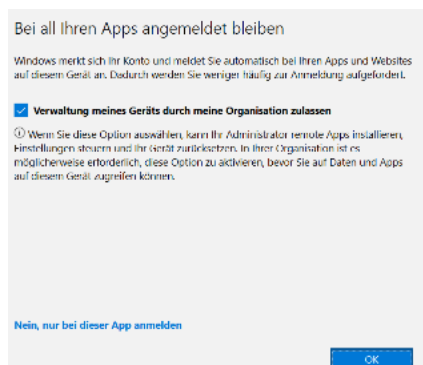 Bei all Ihren Apps angemeldet bleiben
Windows merkt sich Ihr Konto und meldet Sie automatisch bei Ihren Apps und Websites
auf diesem Gerät an. Dadurch werden Sie weniger häufig zur Anmeldung aufgefordert.
Verwaltung meines Geräts durch meine Organisation zulassen
Wenn Sie diese Option auswählen, kann Ihr Administrator remote Apps installieren,
Einstellungen steuern und Ihr Gerät zurücksetzen. In Ihrer Organisation ist es
möglicherweise erforderlich, diese Option zu aktivieren, bevor Sie auf Daten und Apps
auf diesem Gerät zugreifen können.
Nein, nur bei dieser App anmelden
OK